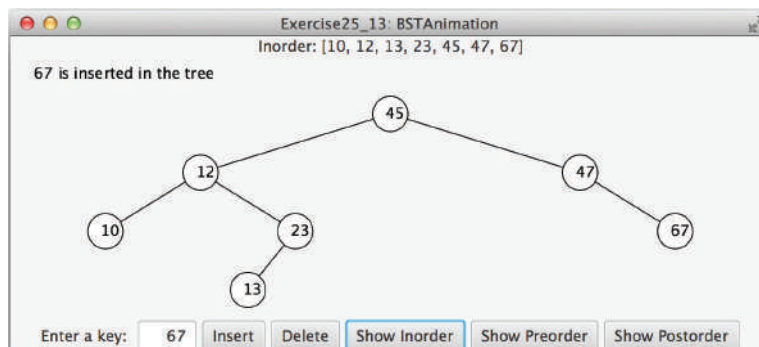 Exercise25_13: BSTAnimation
Inorder: [10, 12, 13, 23, 45, 47, 67]
67 is inserted in the tree
45
12
47
10
23
67
13
Enter a key: 67 Insert Delete Show Inorder Show Preorder Show Postorder